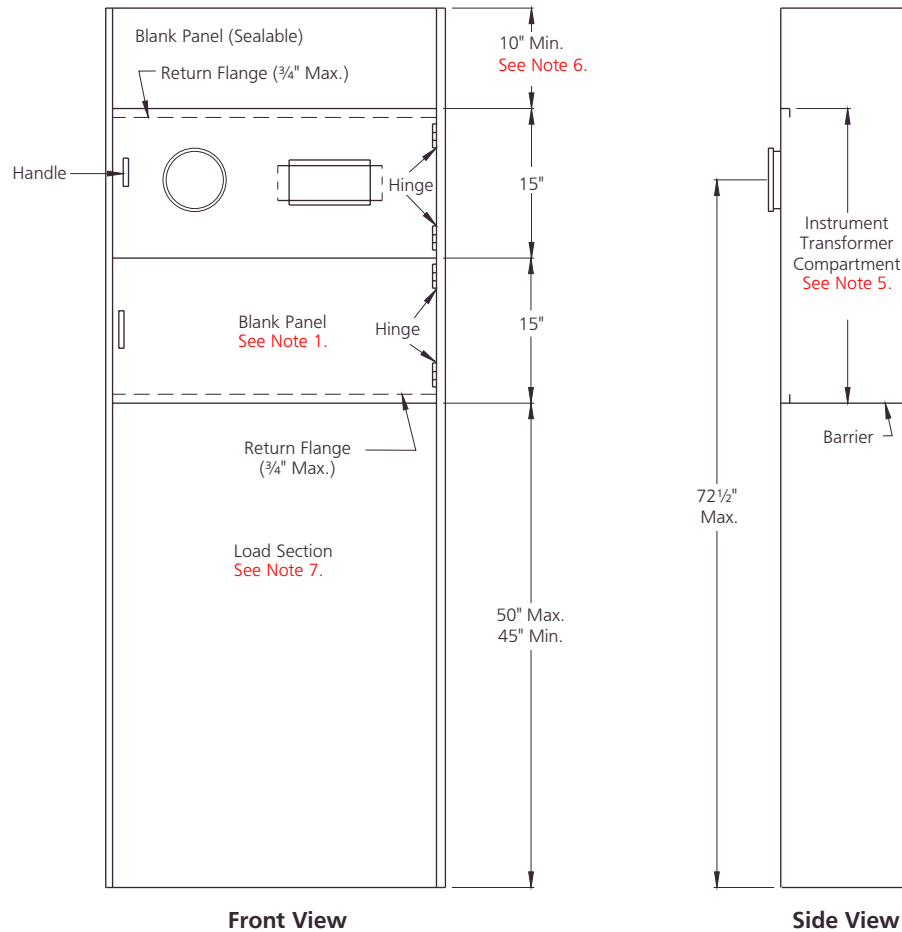 Blank Panel (Sealable)
Return Flange (¾" Max.)
10" Min.
See Note 6.
Handle
Hinge
15"
Instrument
Transformer
Compartment
See Note 5.
Blank Panel
See Note 1.
Hinge
15"
Return Flange
(¾" Max.)
Barrier
72½"
Max.
Load Section
See Note 7.
50" Max.
45" Min.
Front View
Side View